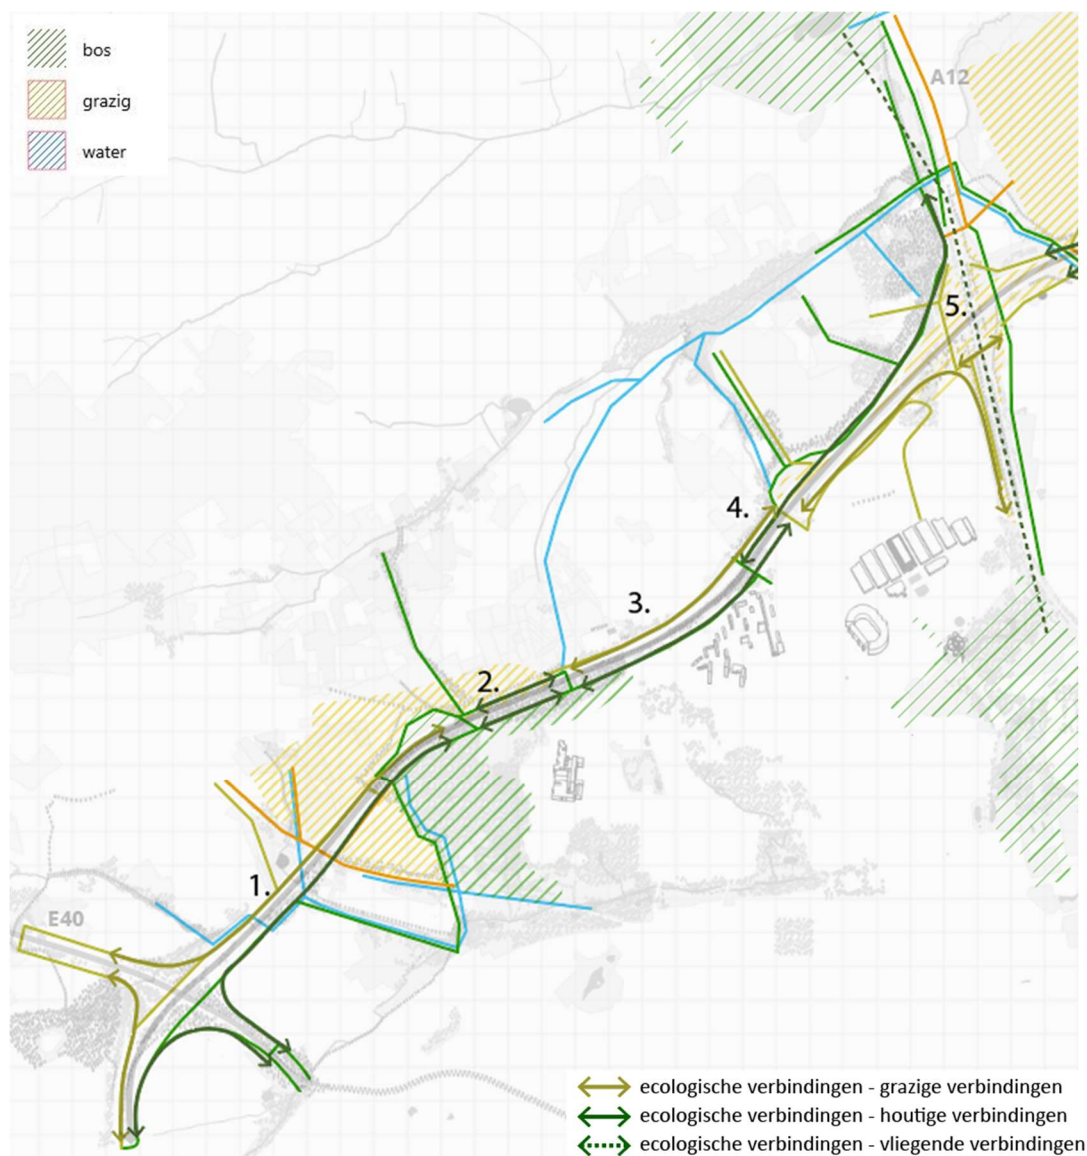 bos
grazig
water
A12
5.
4.
3.
2.
1.
E40
ecologische verbindingen - grazige verbindingen
ecologische verbindingen - houtige verbindingen
ecologische verbindingen - vliegende verbindingen